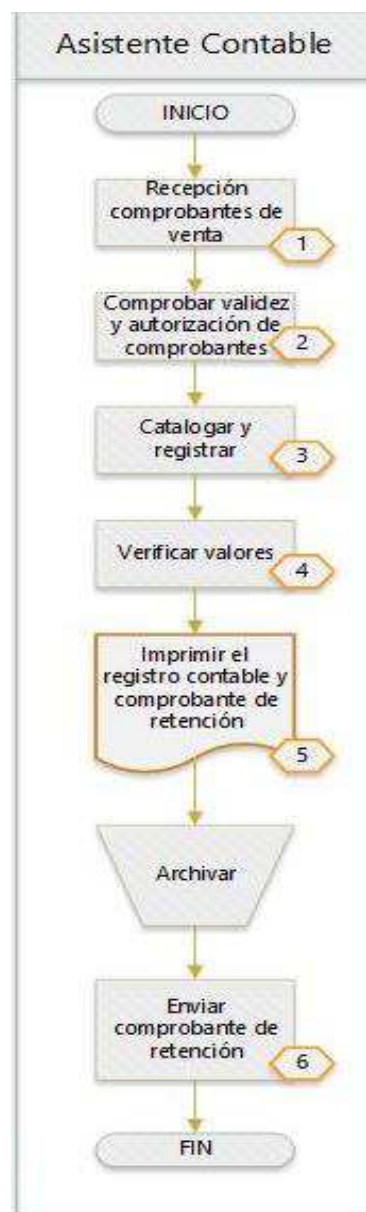 Asistente Contable
INICIO
Recepción
comprobantes de
venta
1
Comprobar validez
y autorización de
comprobantes
2
Catalogar y
registrar
3
Verificar valores
4
Imprimir el
registro contable y
comprobante de
retención
5
Archivar
Enviar
comprobante de
retención
6
FIN